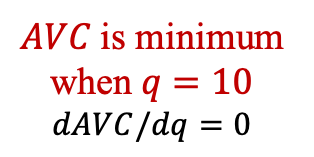 AVC is minimum
when q = 10
dAVC/dq = 0